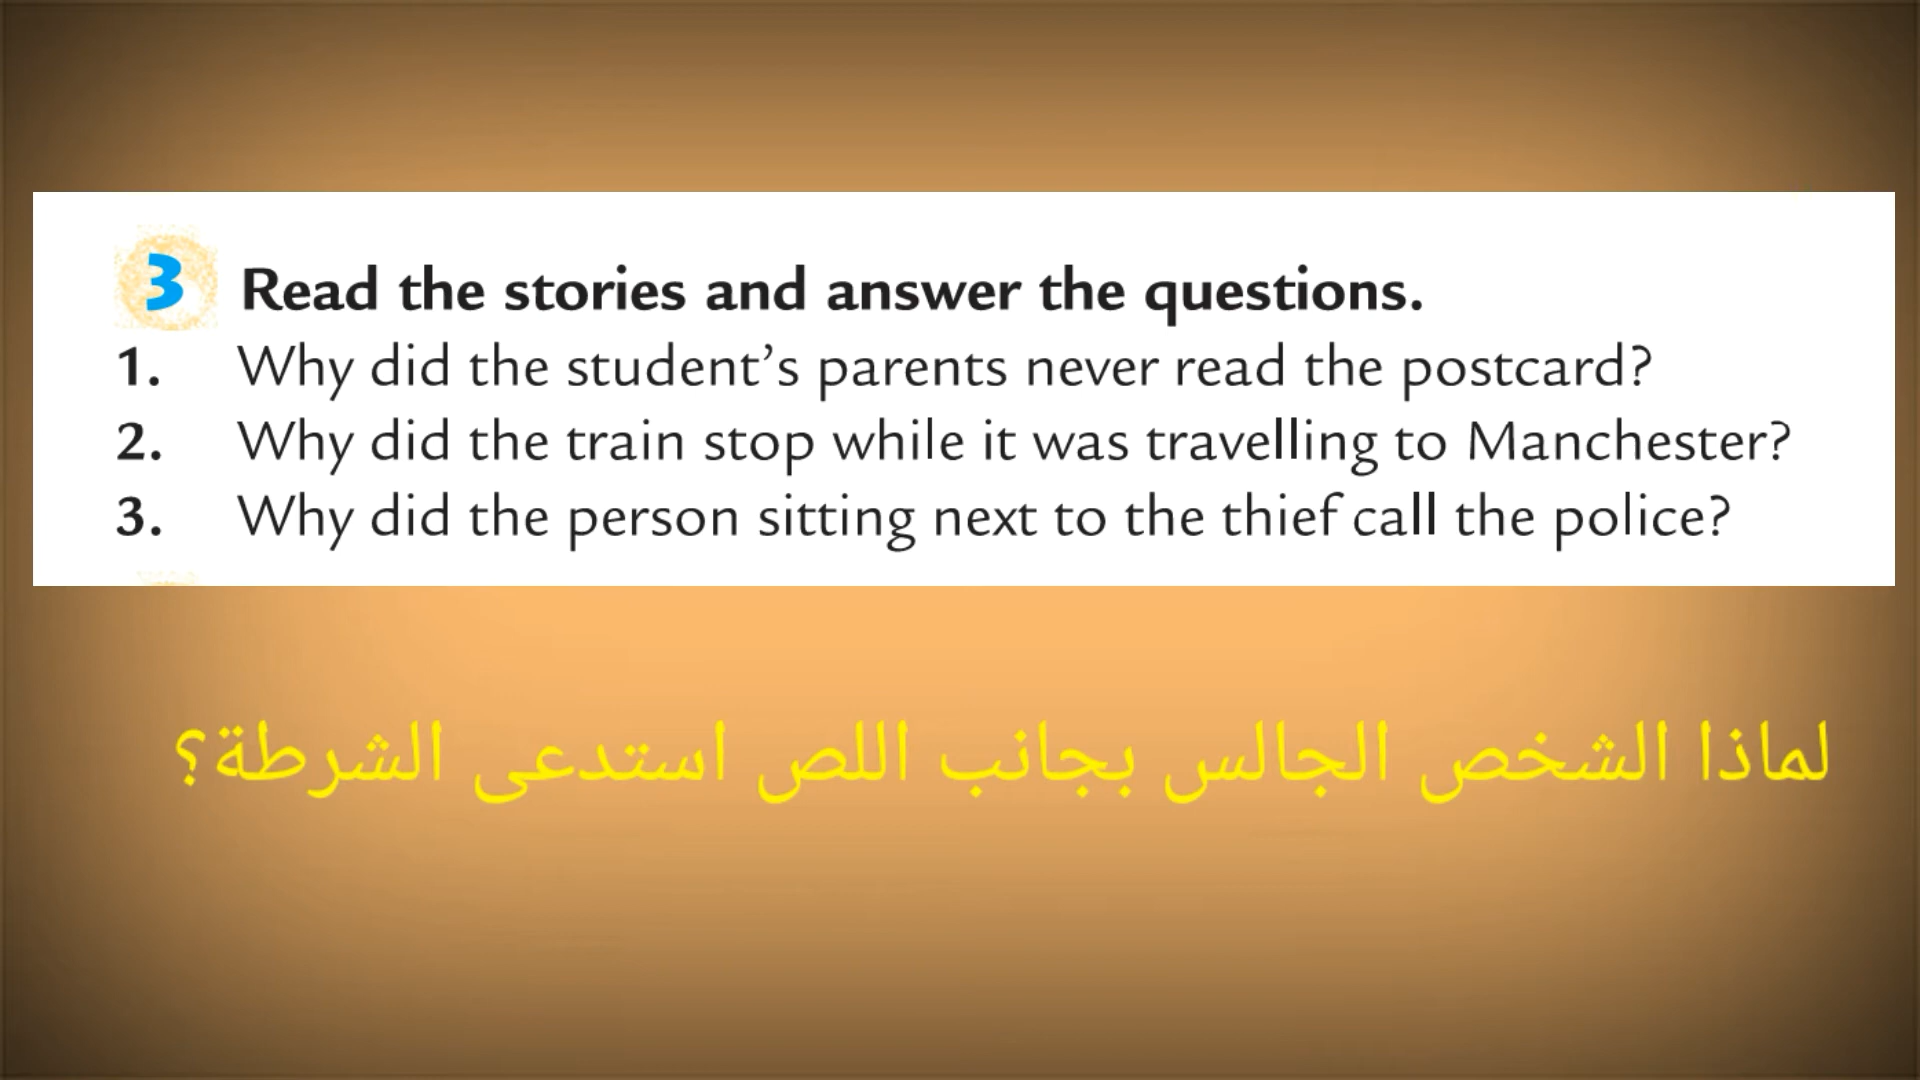 3 Read the stories and answer the questions.
1. Why did the student’s parents never read the postcard?
2. Why did the train stop while it was travelling to Manchester?
3. Why did the person sitting next to the thief call the police?
لماذا الشخص الجالس بجانب اللص استدعى الشرطة؟